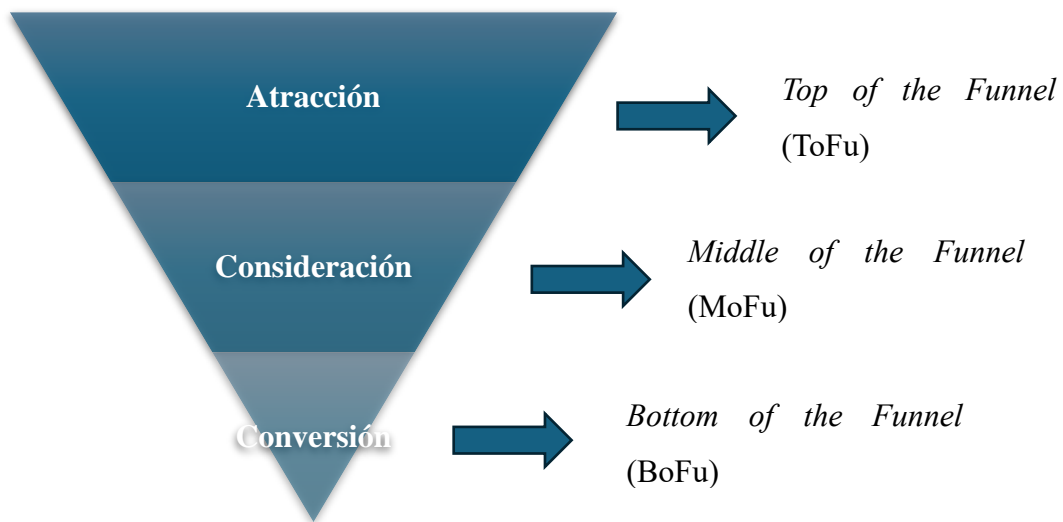 Atracción
Top of the Funnel
(ToFu)
Consideración
Middle of the Funnel
(MoFu)
Conversión
Bottom of the Funnel
(BoFu)